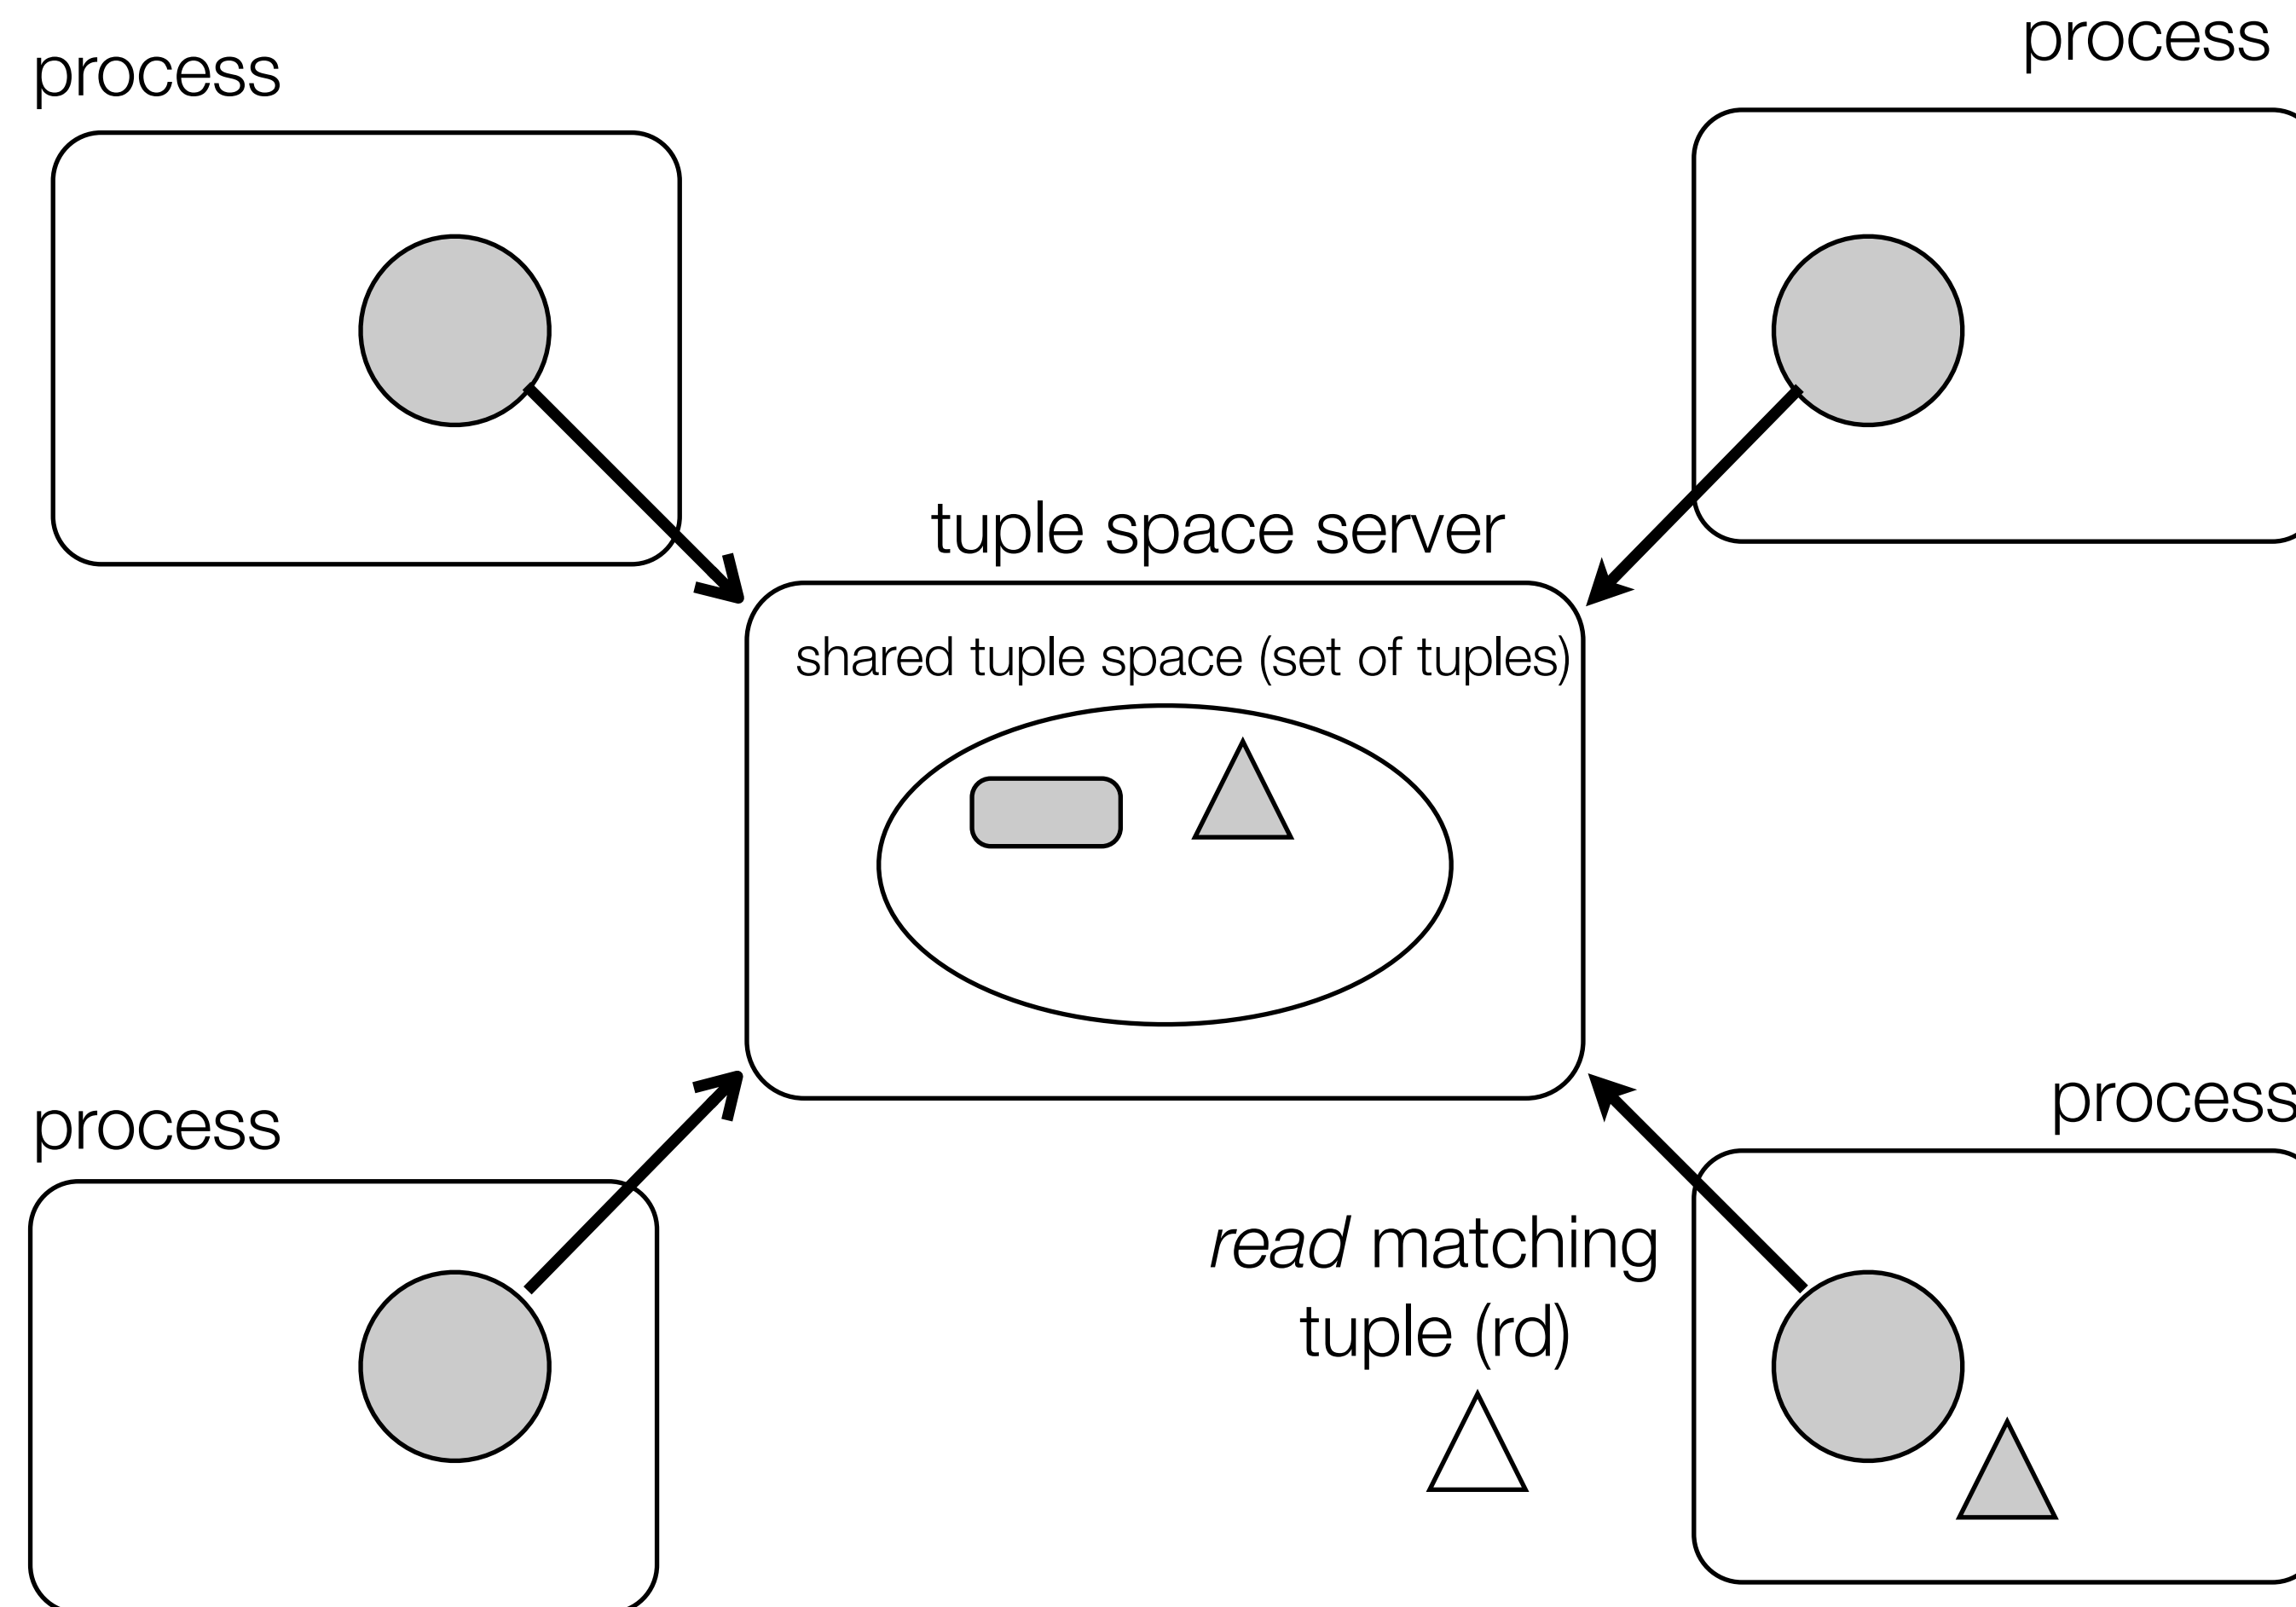 process
process
tuple space server
shared tuple space (set of tuples)
process
process
read matching
tuple (rd)